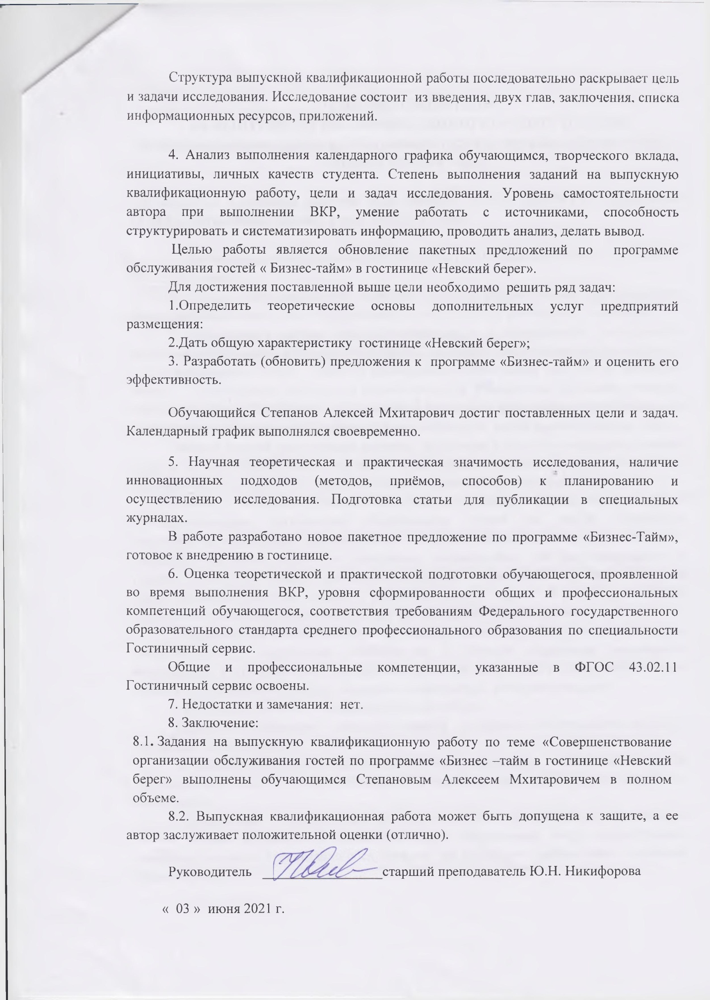 Структура выпускной квалификационной работы последовательно раскрывает цель
и задачи исследования. Исследование состоит из введения, двух глав, заключения, списка
информационных ресурсов, приложений.
4. Анализ выполнения календарного графика обучающимся, творческого вклада,
инициативы, личных качеств студента. Степень выполнения заданий на выпускную
квалификационную работу, цели и задач исследования. Уровень самостоятельности
автора при выполнении ВКР, умение работать с источниками, способность
структурировать и систематизировать информацию, проводить анализ, делать вывод.
Целью работы является обновление пакетных предложений по программе
обслуживания гостей « Бизнес-тайм» в гостинице «Невский берег».
Для достижения поставленной выше цели необходимо решить ряд задач:
1.Определить теоретические основы дополнительных услуг предприятий
размещения:
2.Дать общую характеристику гостинице «Невский берег»;
3. Разработать (обновить) предложения к программе «Бизнес-тайм» и оценить его
эффективность.
Обучающийся Степанов Алексей Мхитарович достиг поставленных цели и задач.
Календарный график выполнялся своевременно.
5. Научная теоретическая и практическая значимость исследования, наличие
инновационных подходов (методов, приёмов, способов) к планированию и
осуществлению исследования. Подготовка статьи для публикации в специальных
журналах.
В работе разработано новое пакетное предложение по программе «Бизнес-Тайм»,
готовое к внедрению в гостинице.
6. Оценка теоретической и практической подготовки обучающегося, проявленной
во время выполнения ВКР, уровня сформированности общих и профессиональных
компетенций обучающегося, соответствия требованиям Федерального государственного
образовательного стандарта среднего профессионального образования по специальности
Гостиничный сервис.
Общие и профессиональные компетенции, указанные в ФГОС 43.02.11
Гостиничный сервис освоены.
7. Недостатки и замечания: нет.
8. Заключение:
8.1. Задания на выпускную квалификационную работу по теме «Совершенствование
организации обслуживания гостей по программе «Бизнес –тайм в гостинице «Невский
берег» выполнены обучающимся Степановым Алексеем Мхитаровичем в полном
объеме.
8.2. Выпускная квалификационная работа может быть допущена к защите, а ее
автор заслуживает положительной оценки (отлично).
Руководитель старший преподаватель Ю.Н. Никифорова
« 03 » июня 2021 г.